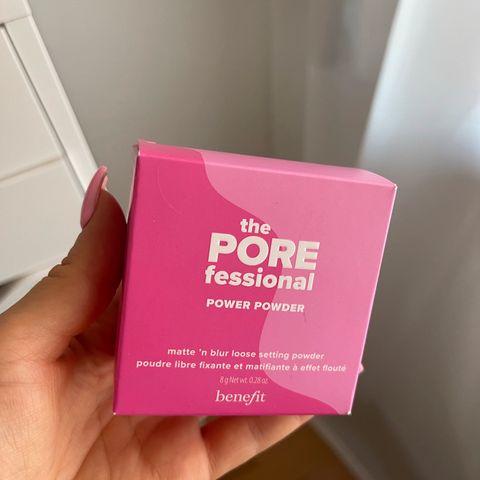 the
PORE
fessional
POWER POWDER
matte 'n blur loose setting powder
poudre libre fixante et matifiante à effet flouté
8 g Net wt. 0.28 oz.
benefit